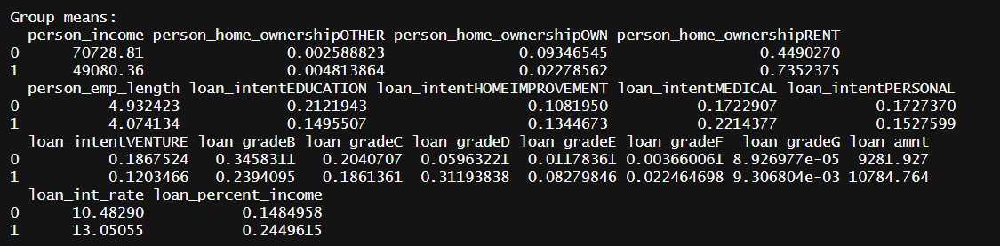 Group means:
  person_income person_home_ownershipOTHER person_home_ownershipOWN person_home_ownershipRENT
0      70728.81                0.002588823               0.09346545                 0.4490270
1      49080.36                0.004813864               0.02278562                 0.7352375
  person_emp_length loan_intentEDUCATION loan_intentHOMEIMPROVEMENT loan_intentMEDICAL loan_intentPERSONAL
0          4.932423            0.2121943                  0.1081950          0.1722907           0.1727370
1          4.074134            0.1495507                  0.1344673          0.2214377           0.1527599
  loan_intentVENTURE loan_gradeB loan_gradeC loan_gradeD loan_gradeE loan_gradeF  loan_gradeG loan_amnt
0          0.1867524   0.3458311   0.2040707  0.05963221  0.01178361 0.003660061 8.926977e-05  9281.927
1          0.1203466   0.2394095   0.1861361  0.31193838  0.08279846 0.022464698 9.306804e-03 10784.764
  loan_int_rate loan_percent_income
0      10.48290           0.1484958
1      13.05055           0.2449615